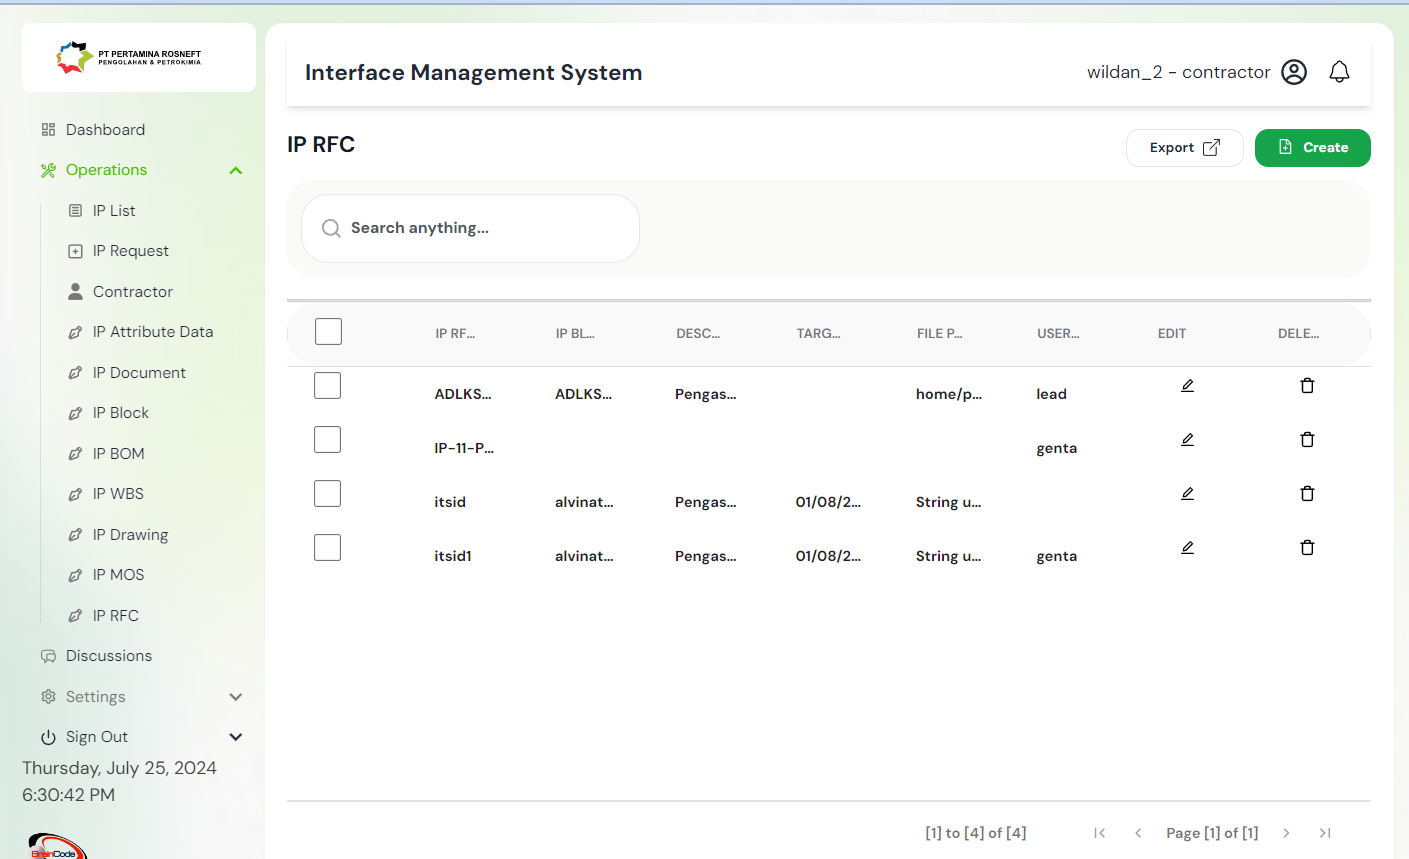 PT PERTAMINA ROSNEFT
PENGOLAHAN & PETROKIMIA
Dashboard
Operations
IP List
IP Request
Contractor
IP Attribute Data
IP Document
IP Block
IP BOM
IP WBS
IP Drawing
IP MOS
IP RFC
Discussions
Settings
Sign Out
Thursday, July 25, 2024
6:30:42 PM
BrainCode
Interface Management System
wildan_2 - contractor
IP RFC
Export
Create
Search anything...
IP RF... IP BL... DESC... TARG... FILE P... USER... EDIT DELE...
ADLKS... ADLKS... Pengas... home/p... lead
IP-11-P... genta
itsid alvinat... Pengas... 01/08/2... String u...
itsid1 alvinat... Pengas... 01/08/2... String u... genta
[1] to [4] of [4] Page [1] of [1]